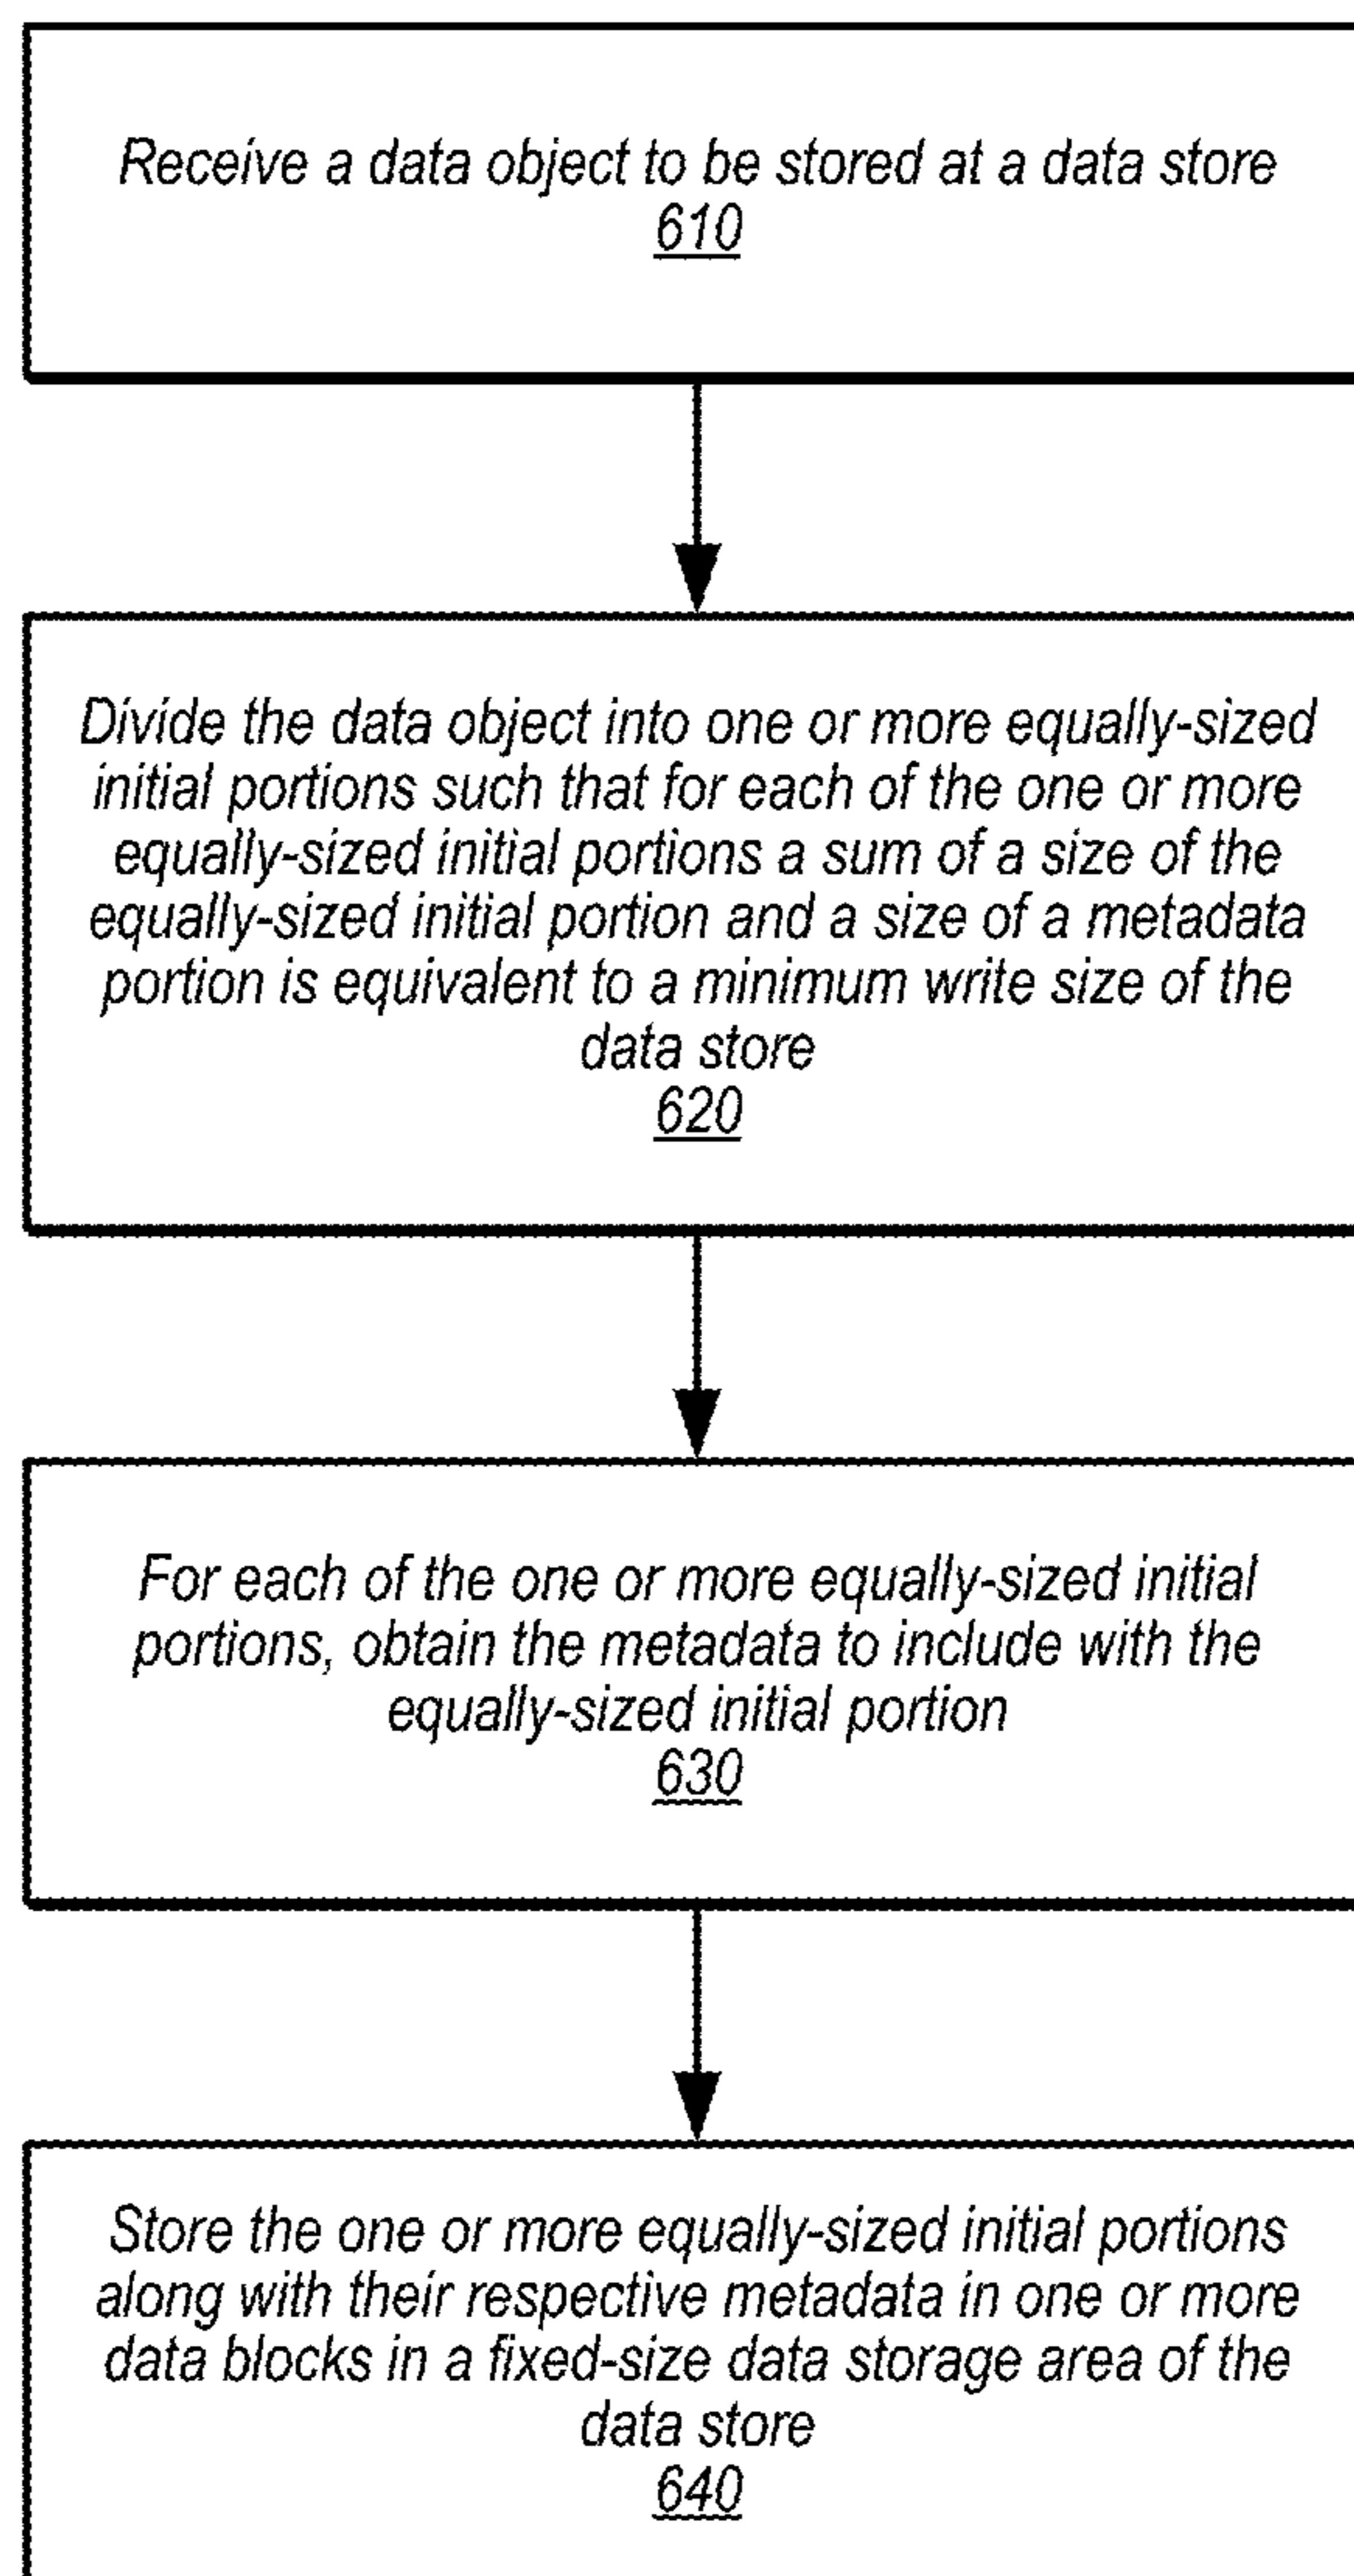 Receive a data object to be stored at a data store
610
Divide the data object into one or more equally-sized
initial portions such that for each of the one or more
equally-sized initial portions a sum of a size of the
equally-sized initial portion and a size of a metadata
portion is equivalent to a minimum write size of the
data store
620
For each of the one or more equally-sized initial
portions, obtain the metadata to include with the
equally-sized initial portion
630
Store the one or more equally-sized initial portions
along with their respective metadata in one or more
data blocks in a fixed-size data storage area of the
data store
640